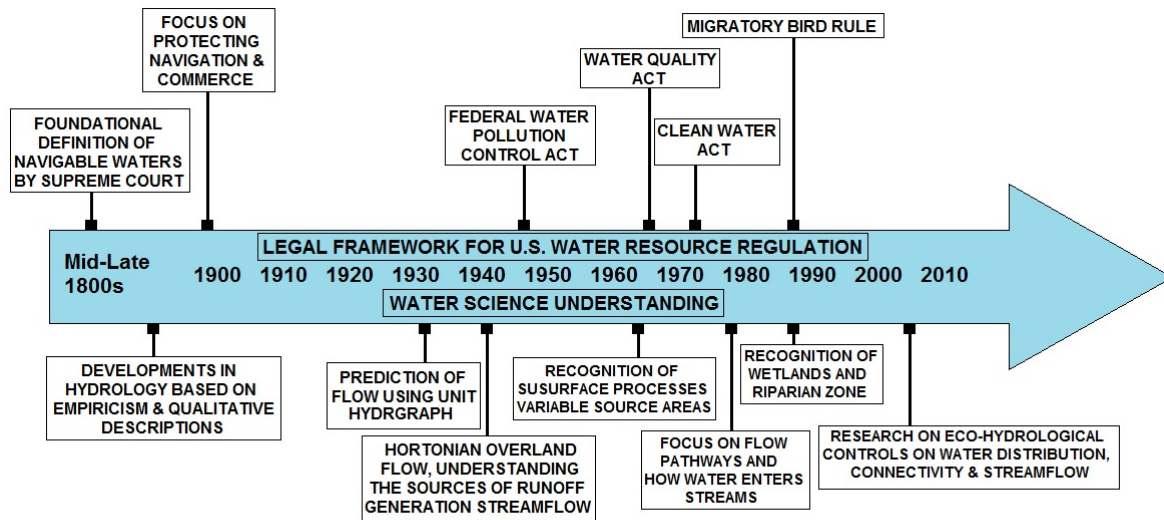 FOCUS ON
PROTECTING
NAVIGATION &
COMMERCE
MIGRATORY BIRD RULE
WATER QUALITY
ACT
FOUNDATIONAL
DEFINITION OF
NAVIGABLE WATERS
BY SUPREME COURT
FEDERAL WATER
POLLUTION
CONTROL ACT
CLEAN WATER
ACT
LEGAL FRAMEWORK FOR U.S. WATER RESOURCE REGULATION
Mid-Late
1800s
1900 1910 1920 1930 1940 1950 1960 1970 1980 1990 2000 2010
WATER SCIENCE UNDERSTANDING
DEVELOPMENTS IN
HYDROLOGY BASED ON
EMPIRICISM & QUALITATIVE
DESCRIPTIONS
PREDICTION OF
FLOW USING UNIT
HYDRGRAPH
HORTONIAN OVERLAND
FLOW, UNDERSTANDING
THE SOURCES OF RUNOFF
GENERATION STREAMFLOW
RECOGNITION OF
SUSURFACE PROCESSES
VARIABLE SOURCE AREAS
FOCUS ON FLOW
PATHWAYS AND
HOW WATER ENTERS
STREAMS
RECOGNITION OF
WETLANDS AND
RIPARIAN ZONE
RESEARCH ON ECO-HYDROLOGICAL
CONTROLS ON WATER DISTRIBUTION,
CONNECTIVITY & STREAMFLOW